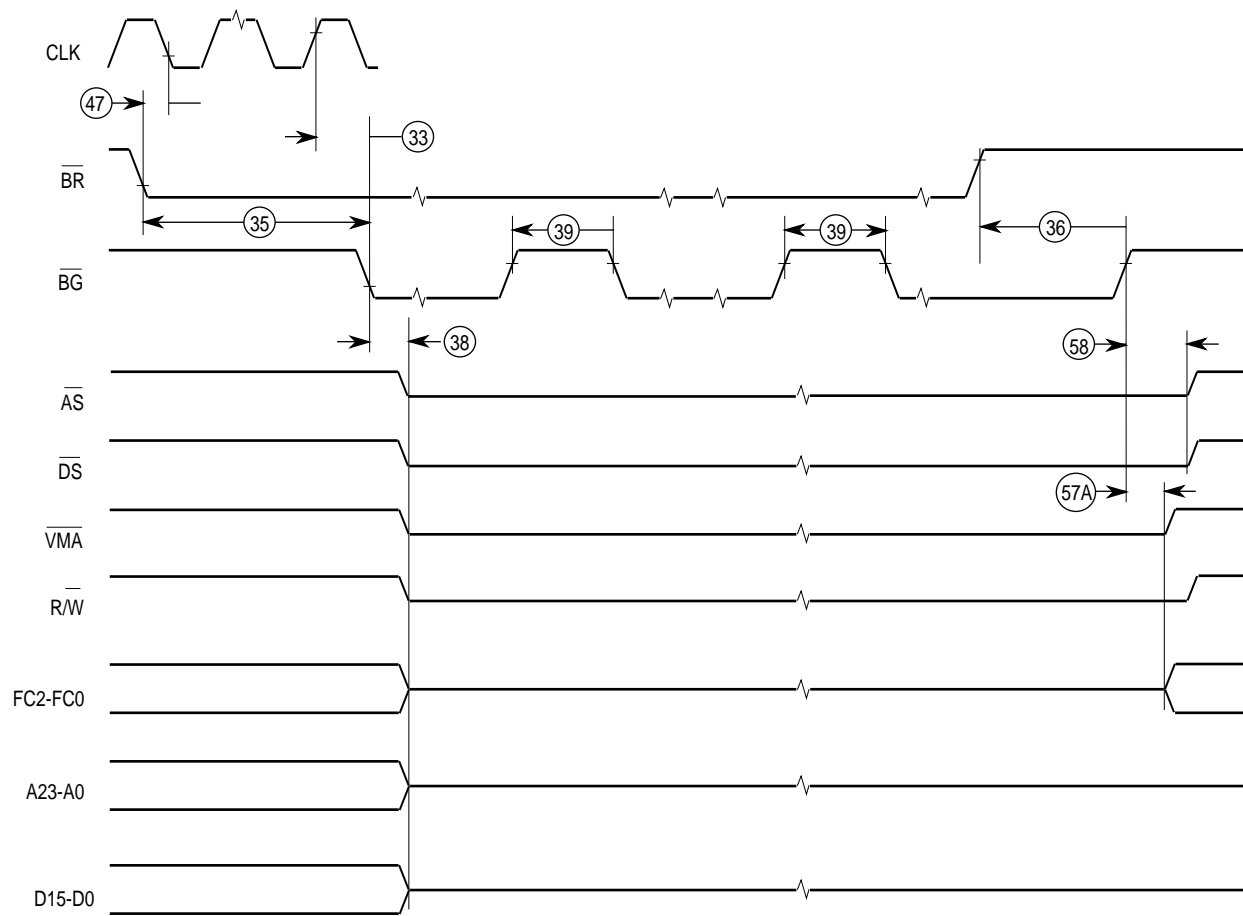 CLK
47
33
BR
35
39
39
36
BG
38
58
AS
DS
57A
VMA
R/W
FC2-FC0
A23-A0
D15-D0